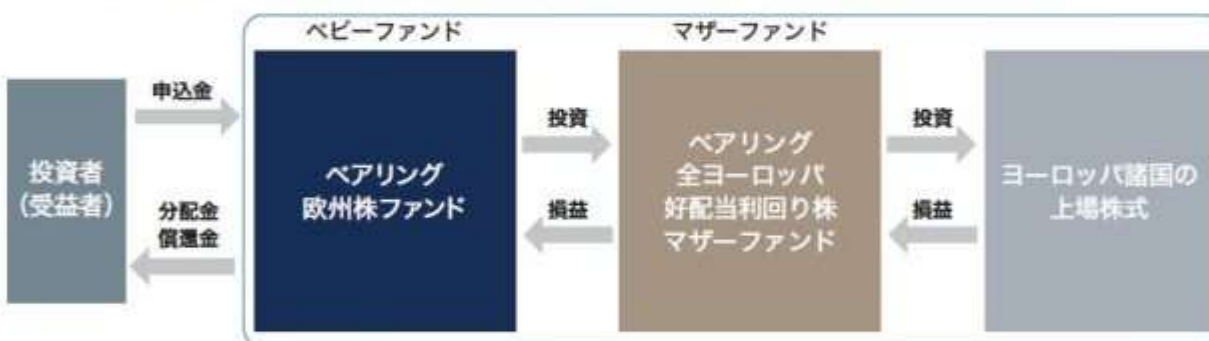 ベビーファンド
マザーファンド
投資者
(受益者)
申込金
分配金
償還金
ベアリング
欧州株ファンド
投資
損益
ベアリング
全ヨーロッパ
好配当利回り株
マザーファンド
投資
損益
ヨーロッパ諸国の
上場株式